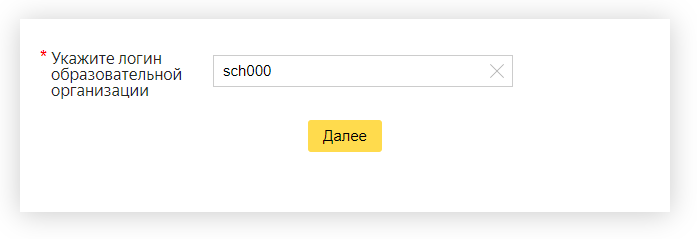 * Укажите логин
образовательной
организации
sch000
Далее